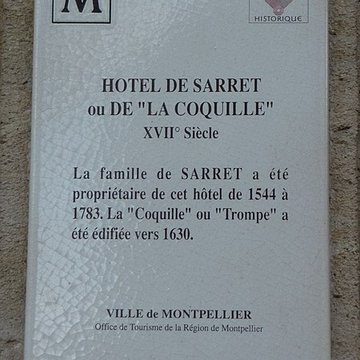 M
HISTORIQUE
HOTEL DE SARRET
ou DE "LA COQUILLE"
XVII° Siècle
La famille de SARRET a été
propriétaire de cet hôtel de 1544 à
1783. La "Coquille" ou "Trompe" a
été édifiée vers 1630.
VILLE de MONTPELLIER
Office de Tourisme de la Région de Montpellier